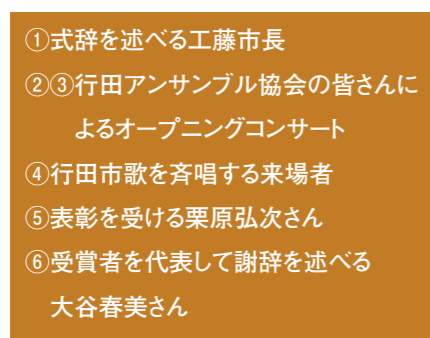 ①式辞を述べる工藤市長
②③行田アンサンブル協会の皆さんに
よるオープニングコンサート
④行田市歌を斉唱する来場者
⑤表彰を受ける栗原弘次さん
⑥受賞者を代表して謝辞を述べる
大谷春美さん